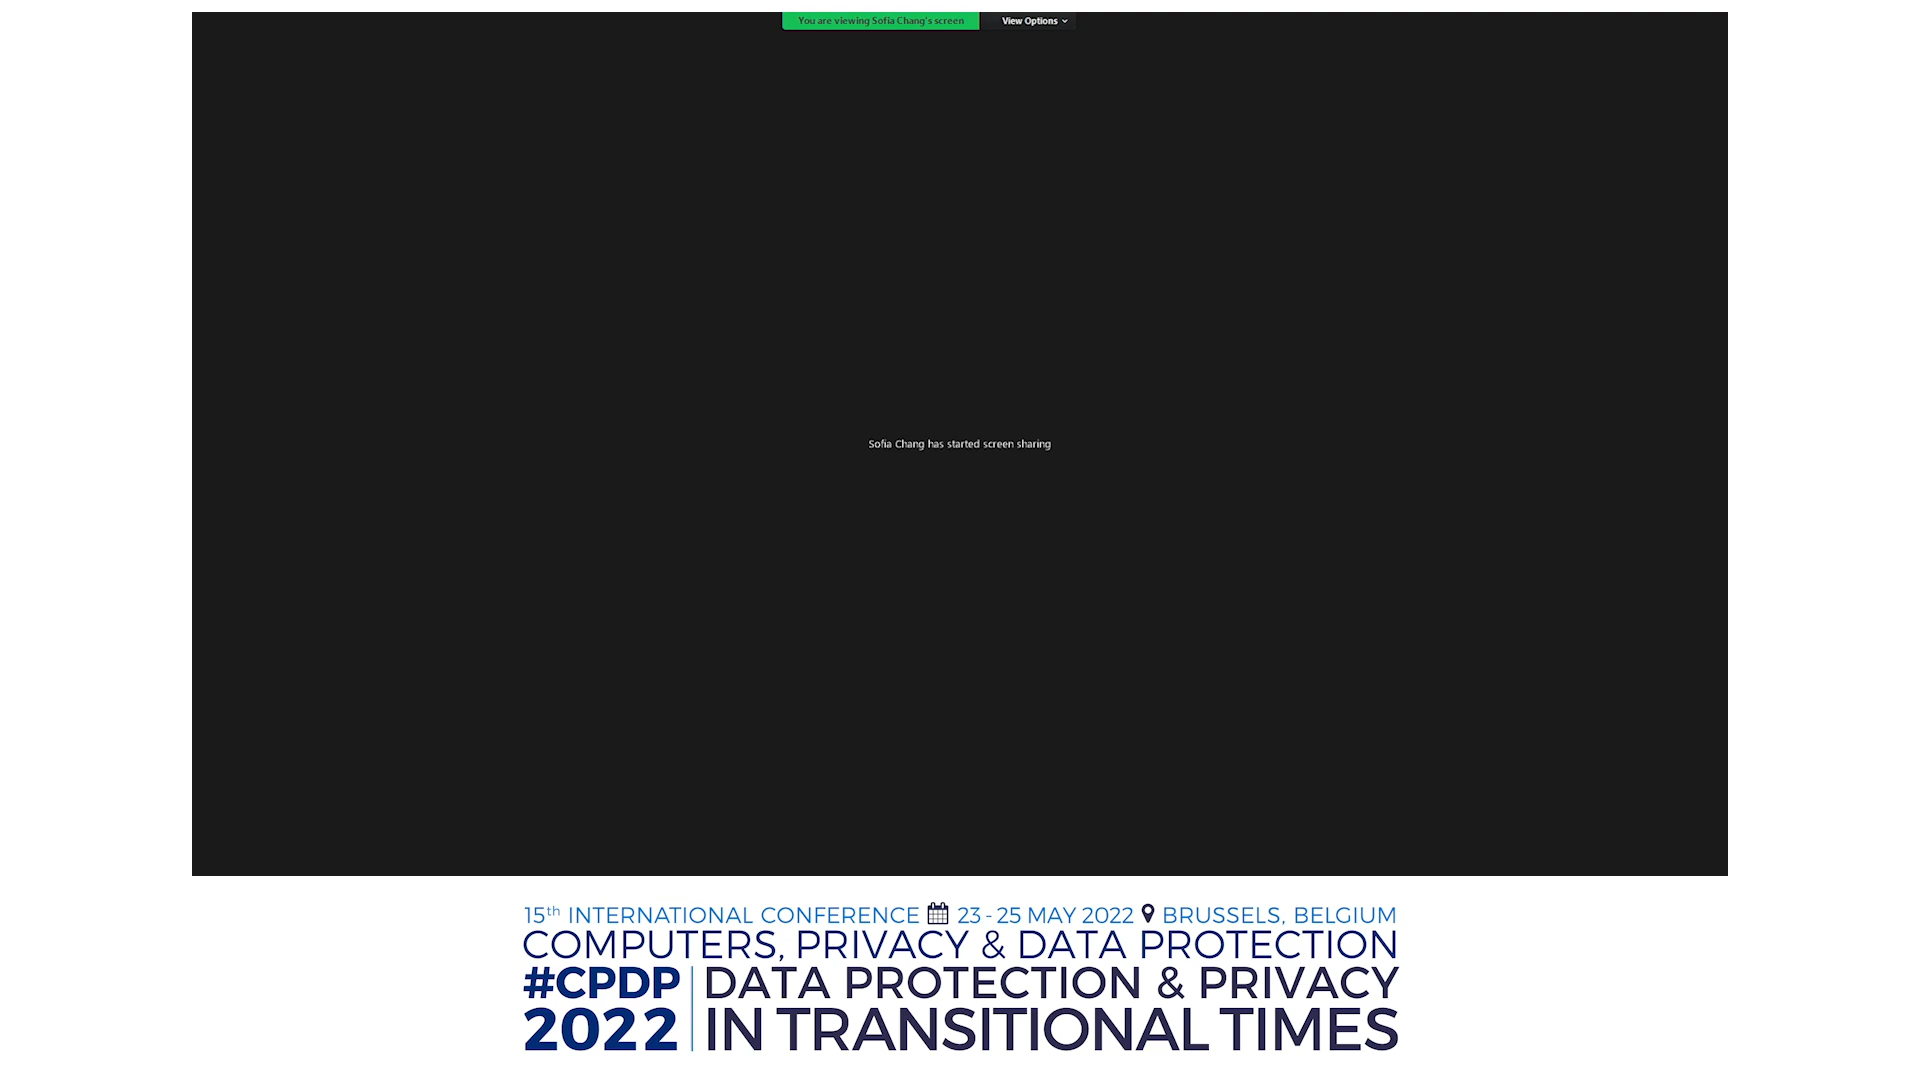 You are viewing Sofia Chang's screen View Options
Sofia Chang has started screen sharing
15th INTERNATIONAL CONFERENCE 23 - 25 MAY 2022 BRUSSELS, BELGIUM
COMPUTERS, PRIVACY & DATA PROTECTION
#CPDP DATA PROTECTION & PRIVACY
2022 IN TRANSITIONAL TIMES